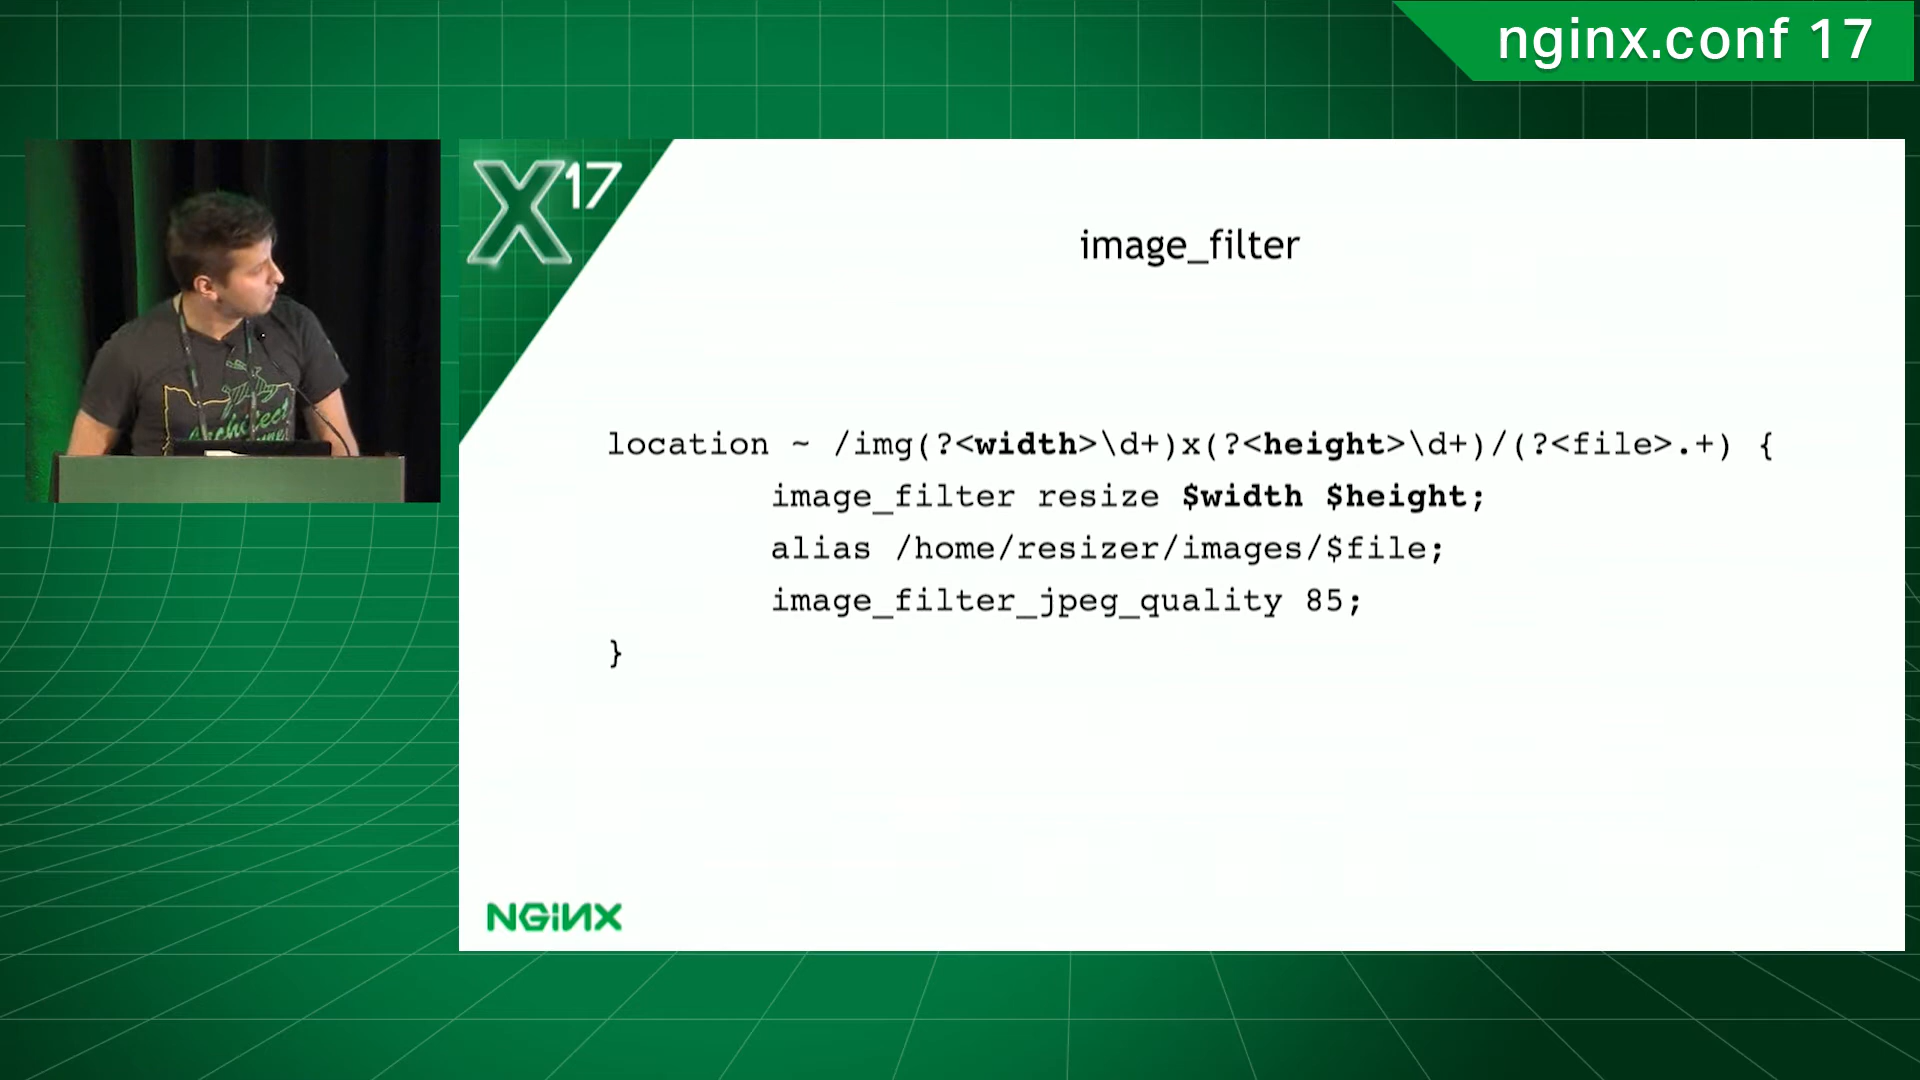 nginx.conf 17
X17
image_filter
location ~ /img(?<width>\d+)x(?<height>\d+)/(?<file>.+) {
image_filter resize $width $height;
alias /home/resizer/images/$file;
image_filter_jpeg_quality 85;
}
Architect
NGINX